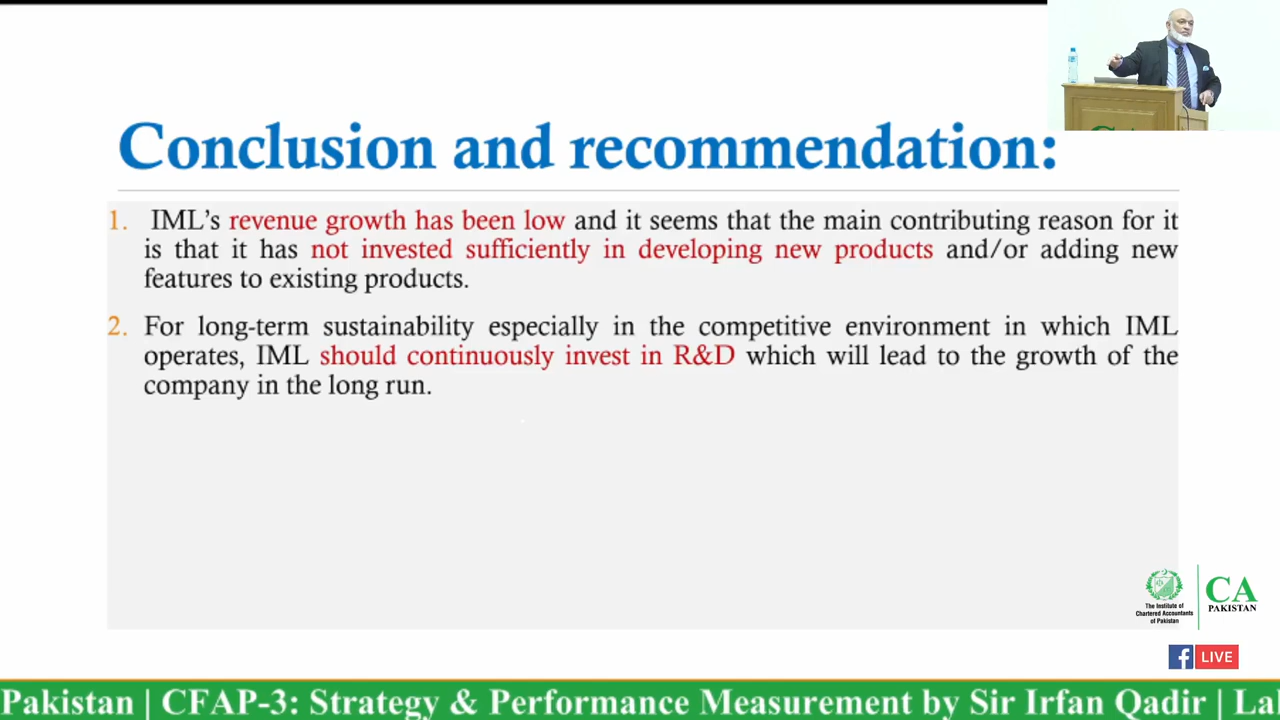 Conclusion and recommendation:
1. IML's revenue growth has been low and it seems that the main contributing reason for it
is that it has not invested sufficiently in developing new products and/or adding new
features to existing products.
2. For long-term sustainability especially in the competitive environment in which IML
operates, IML should continuously invest in R&D which will lead to the growth of the
company in the long run.
The Institute of
Chartered Accountants
of Pakistan
CA
PAKISTAN
LIVE
Pakistan | CFAP-3: Strategy & Performance Measurement by Sir Irfan Qadir | La